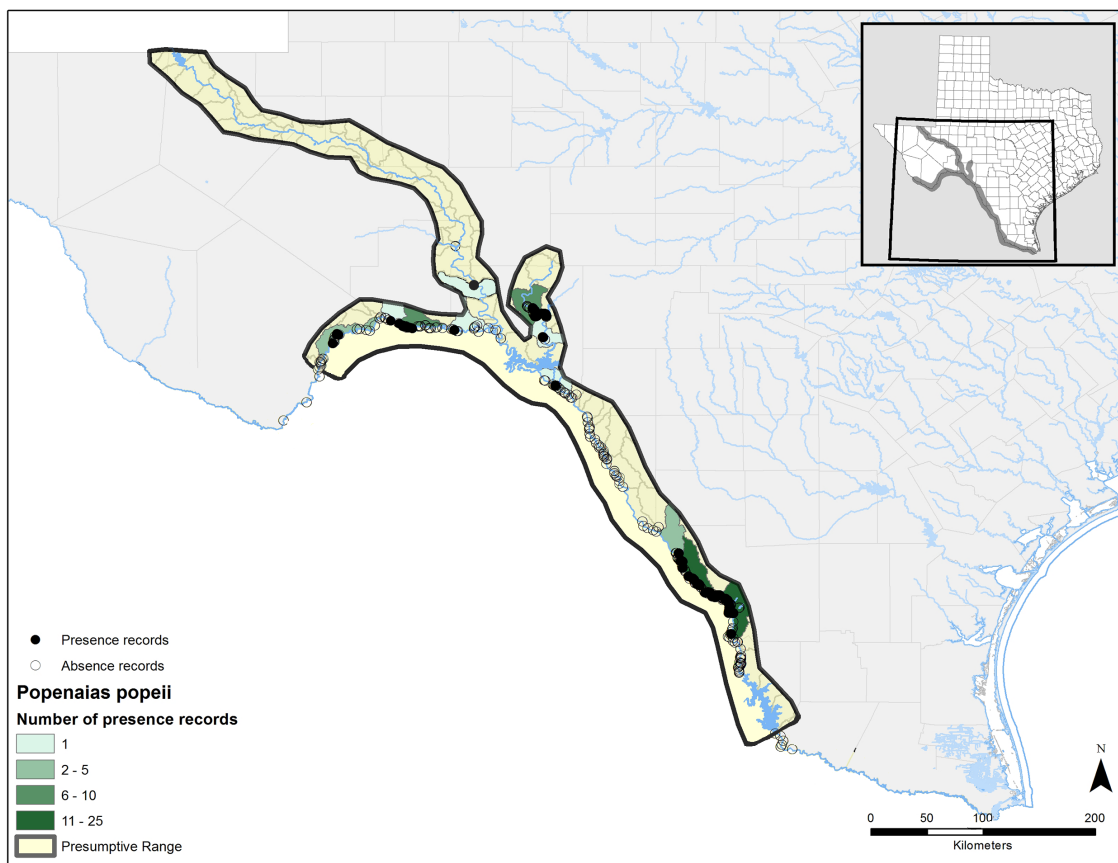 Presence records
Absence records
Popenaias popeii
Number of presence records
1
2 - 5
6 - 10
11 - 25
Presumptive Range
N
0 50 100 200
Kilometers